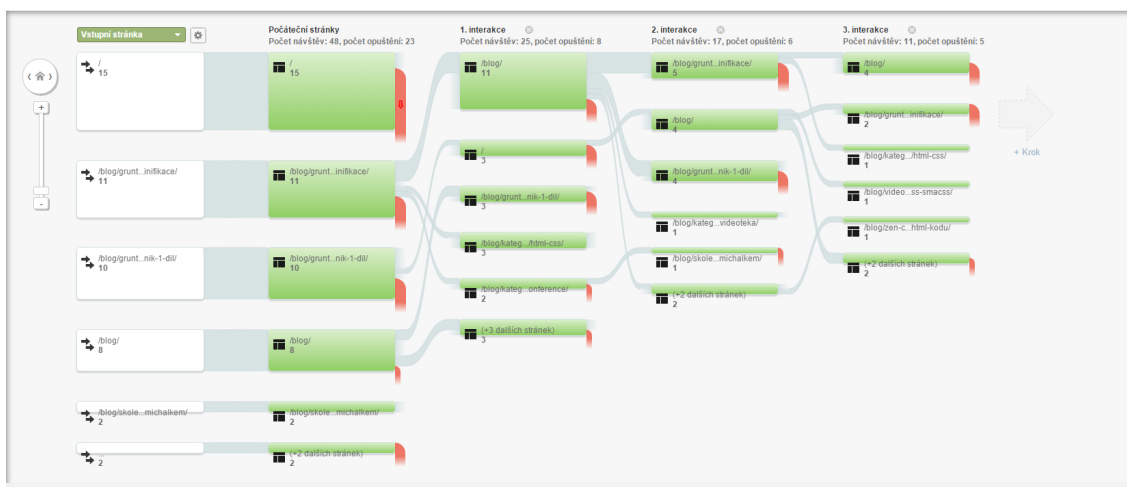 Vstupní stránka
/
15
/blog/grunt...inifikace/
11
/blog/grunt...nik-1-dil/
10
/blog/
8
/blog/skole...michalkem/
2
...
2
Počáteční stránky
Počet návštěv: 48, počet opuštění: 23
/
15
/blog/grunt...inifikace/
11
/blog/grunt...nik-1-dil/
10
/blog/
8
/blog/skole...michalkem/
2
(+2 dalších stránek)
2
1. interakce
Počet návštěv: 25, počet opuštění: 8
/blog/
11
/
3
/blog/grunt...nik-1-dil/
3
/blog/kateg.../html-css/
3
/blog/kateg...onference/
2
(+3 dalších stránek)
3
2. interakce
Počet návštěv: 17, počet opuštění: 6
/blog/grunt...inifikace/
5
/blog/
4
/blog/grunt...nik-1-dil/
4
/blog/kateg...videoteka/
1
/blog/skole...michalkem/
1
(+2 dalších stránek)
2
3. interakce
Počet návštěv: 11, počet opuštění: 5
/blog/
4
/blog/grunt...inifikace/
2
/blog/kateg.../html-css/
1
/blog/video...ss-smacss/
1
/blog/zen-c...html-kodu/
1
(+2 dalších stránek)
2
+ Krok